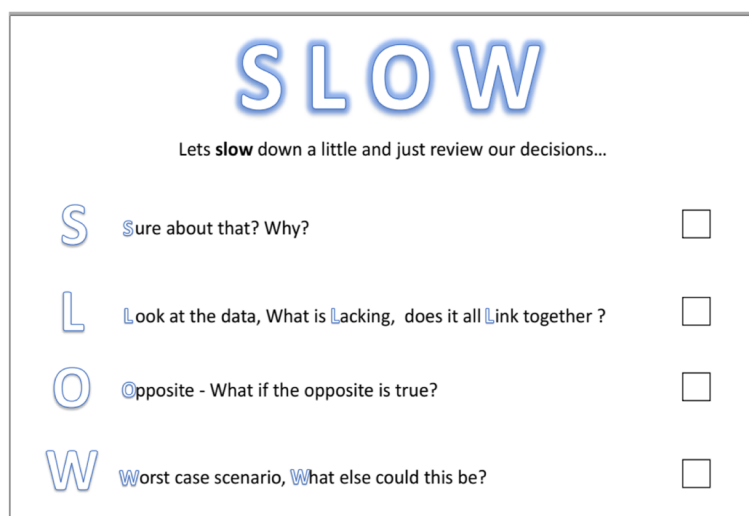 SLOW
Lets slow down a little and just review our decisions...
S Sure about that? Why?
L Look at the data, What is Lacking, does it all Link together ?
O Opposite - What if the opposite is true?
W Worst case scenario, What else could this be?